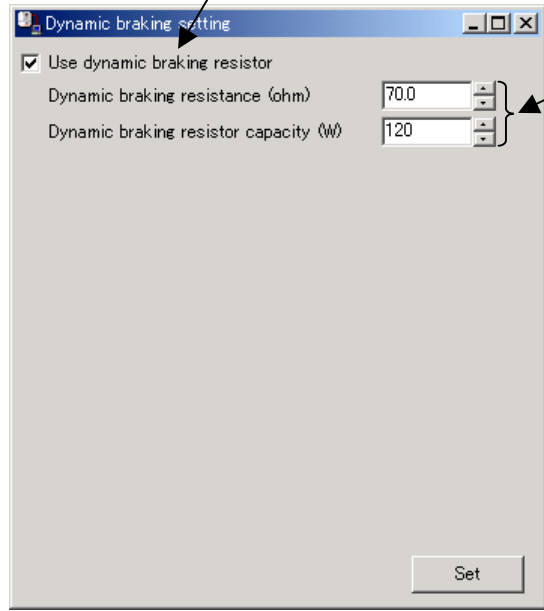 Dynamic braking setting
Use dynamic braking resistor
Dynamic braking resistance (ohm) 70.0
Dynamic braking resistor capacity (W) 120
Set